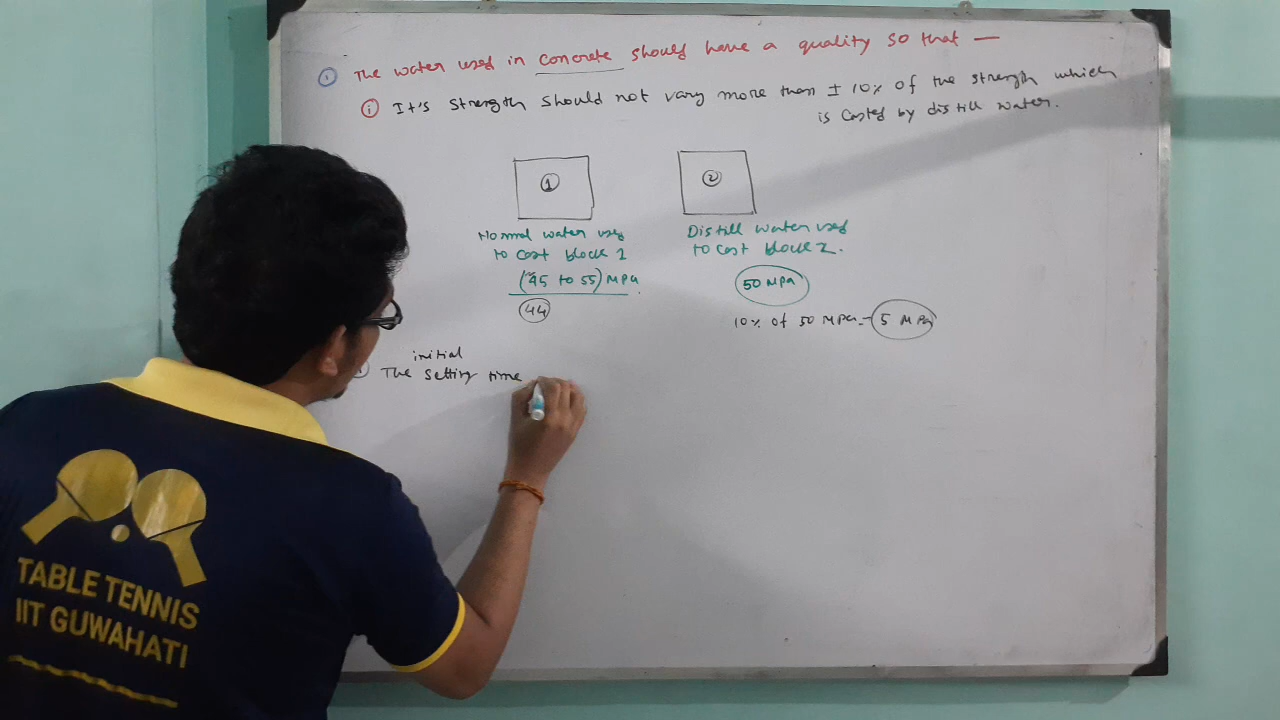 ① The water used in concrete should have a quality so that —
ⓘ It's strength should not vary more than ± 10% of the strength which
is casted by distill water.
① ②
Normal water used
to cast block 1
(45 to 55) MPa
44
Distill water used
to cast block 2.
50 MPa
10% of 50 MPa = 5 MPa
initial
The setting time
TABLE TENNIS
IIT GUWAHATI